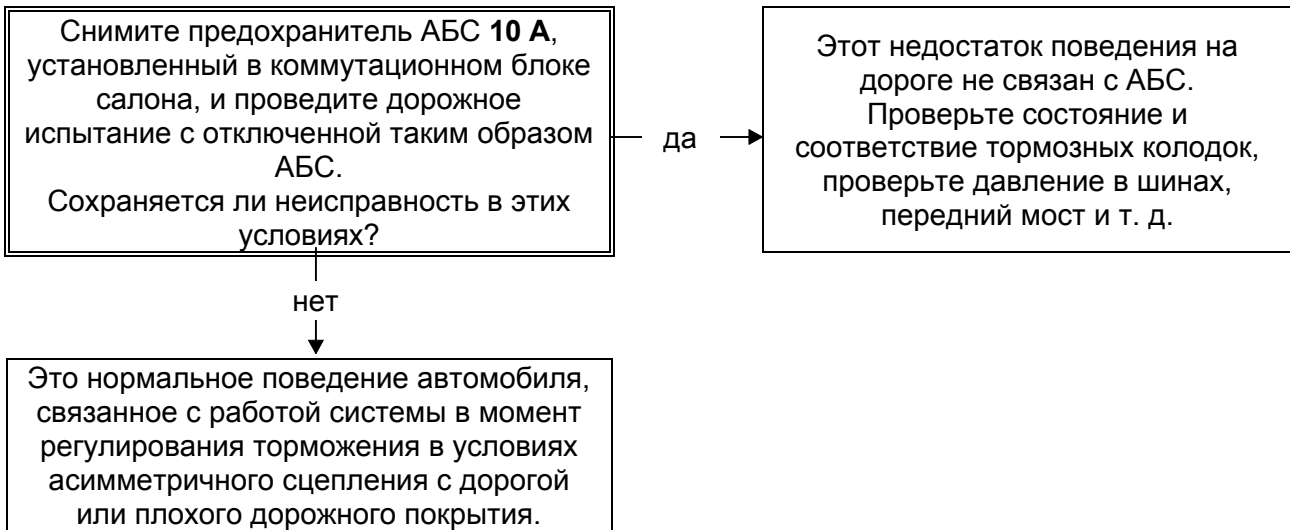 Снимите предохранитель АБС 10 А,
установленный в коммутационном блоке
салона, и проведите дорожное
испытание с отключенной таким образом
АБС.
Сохраняется ли неисправность в этих
условиях?
да
Этот недостаток поведения на
дороге не связан с АБС.
Проверьте состояние и
соответствие тормозных колодок,
проверьте давление в шинах,
передний мост и т. д.
нет
Это нормальное поведение автомобиля,
связанное с работой системы в момент
регулирования торможения в условиях
асимметричного сцепления с дорогой
или плохого дорожного покрытия.